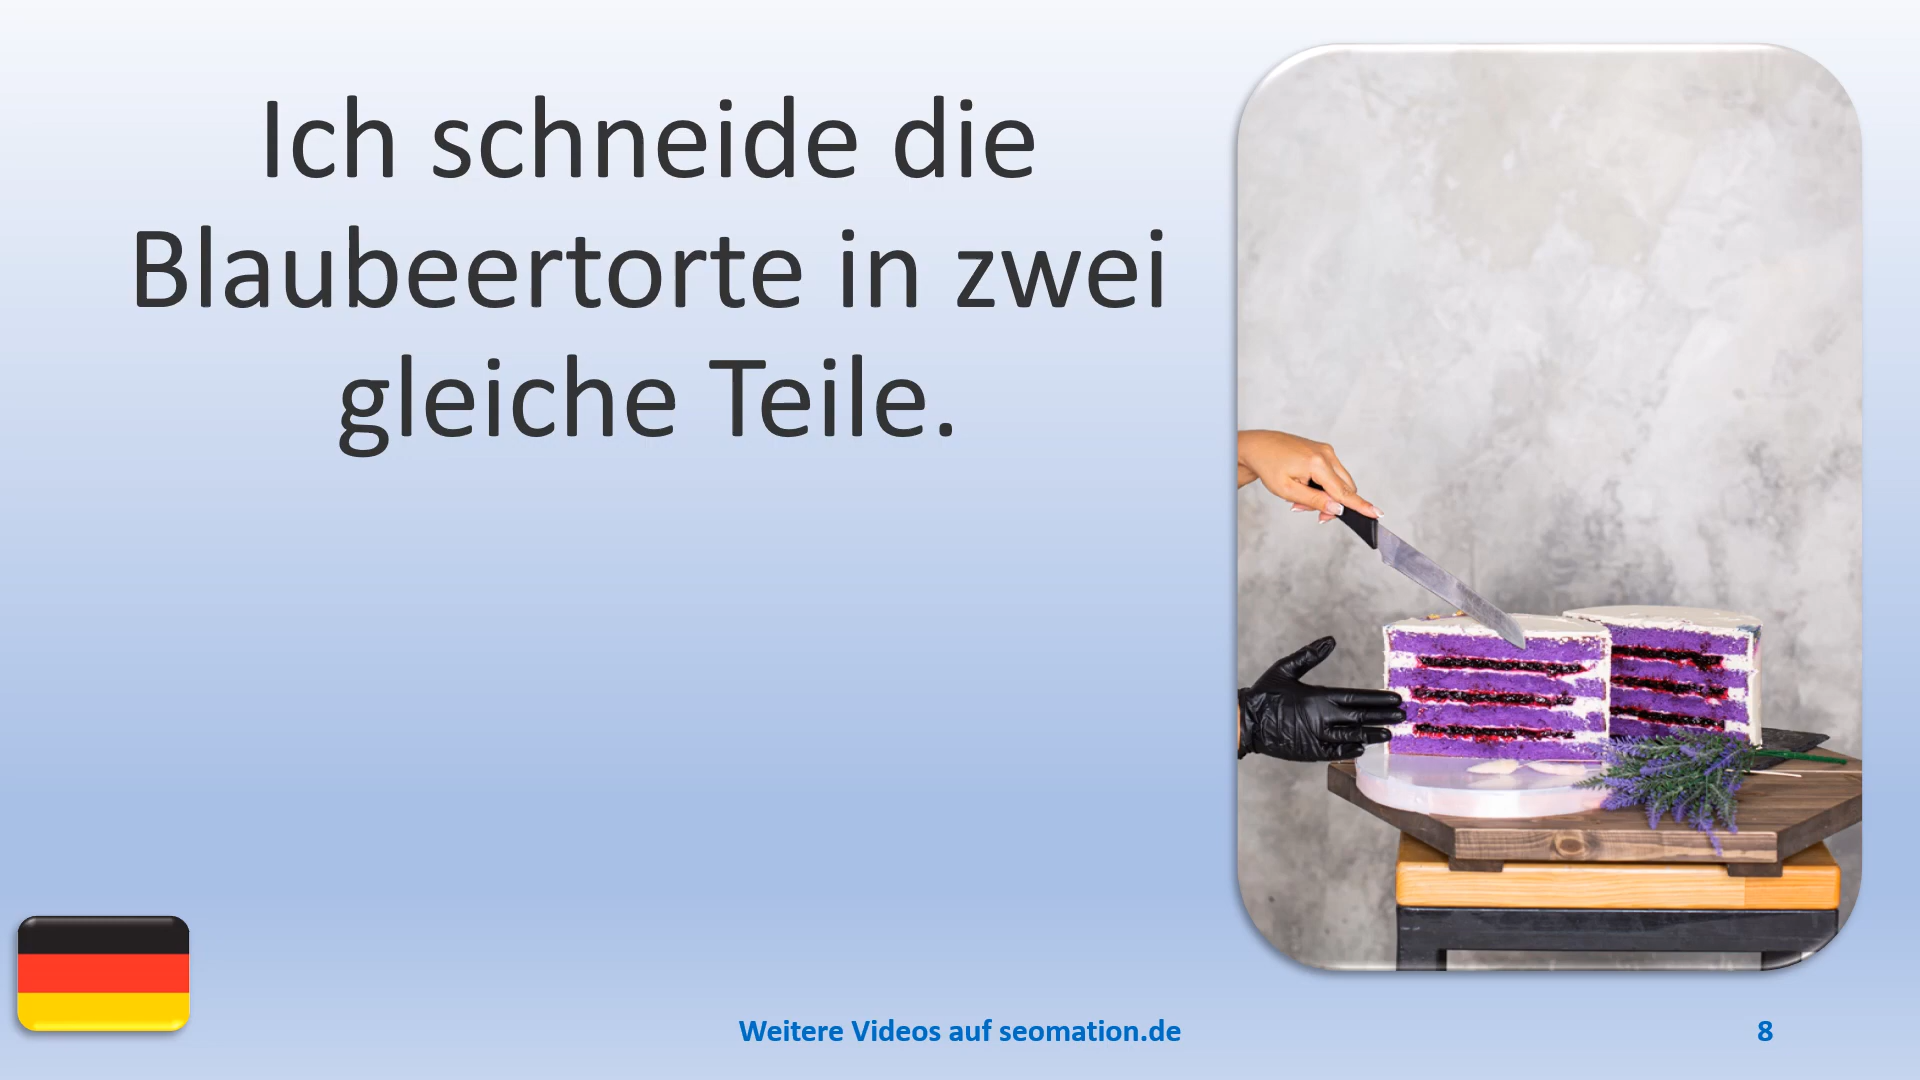 Ich schneide die
Blaubeertorte in zwei
gleiche Teile.
Weitere Videos auf seomation.de
8